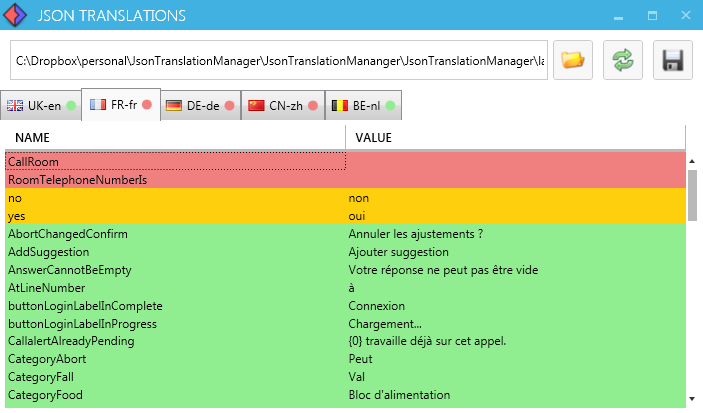 JSON TRANSLATIONS
C:\Dropbox\personal\JsonTranslationManager\JsonTranslationMananger\JsonTranslationManager\la
UK-en FR-fr DE-de CN-zh BE-nl
NAME VALUE
CallRoom
RoomTelephoneNumberIs
no non
yes oui
AbortChangedConfirm Annuler les ajustements ?
AddSuggestion Ajouter suggestion
AnswerCannotBeEmpty Votre réponse ne peut pas être vide
AtLineNumber à
buttonLoginLabelInComplete Connexion
buttonLoginLabelInProgress Chargement...
CallalertAlreadyPending {0} travaille déjà sur cet appel.
CategoryAbort Peut
CategoryFall Val
CategoryFood Bloc d'alimentation